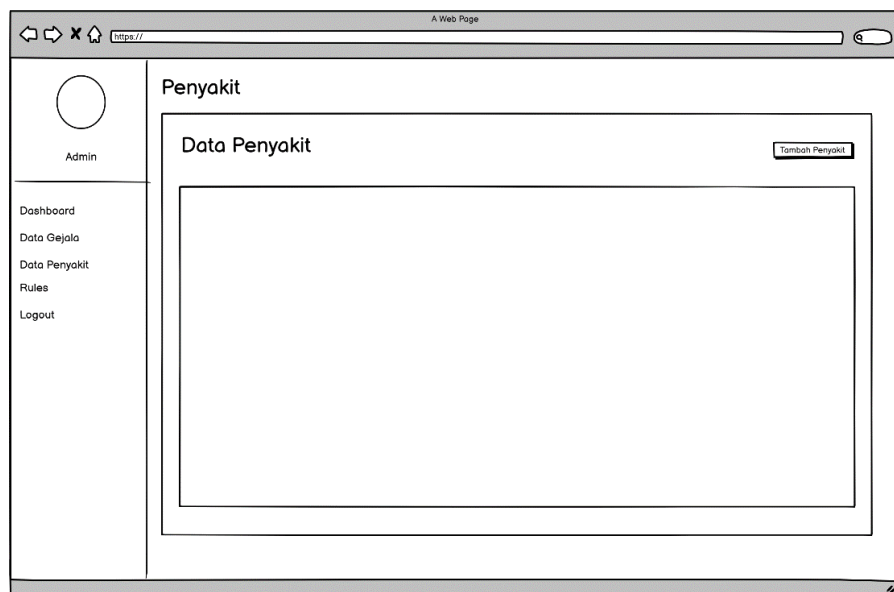 A Web Page
https://
Admin
Dashboard
Data Gejala
Data Penyakit
Rules
Logout
Penyakit
Data Penyakit
Tambah Penyakit